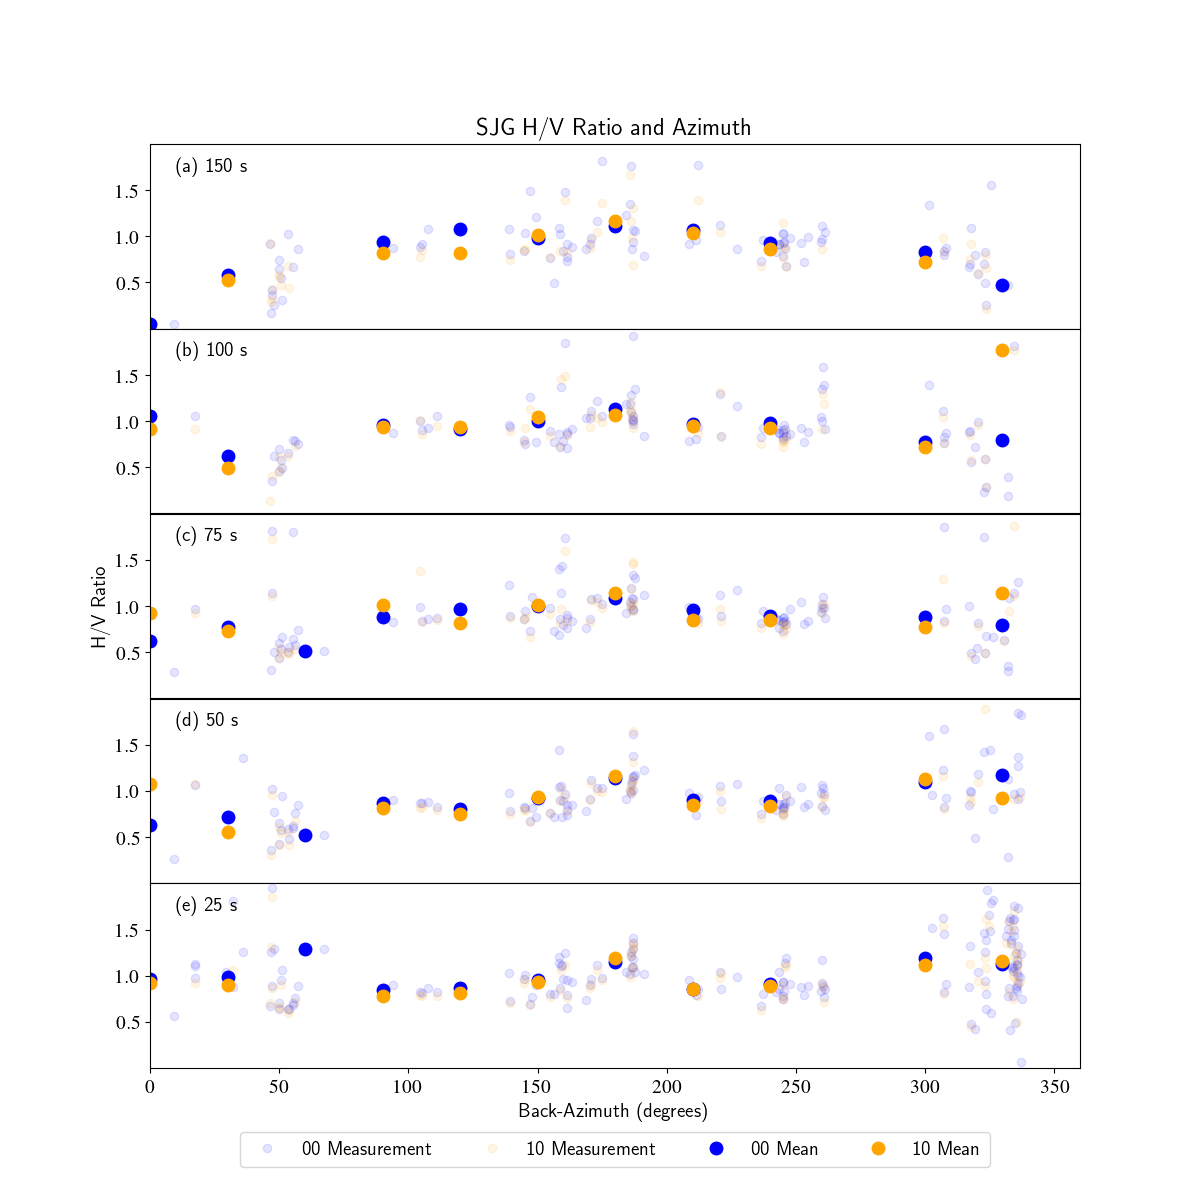 SJG H/V Ratio and Azimuth
(a) 150 s
1.5
1.0
0.5
(b) 100 s
1.5
1.0
0.5
(c) 75 s
1.5
1.0
0.5
H/V Ratio
(d) 50 s
1.5
1.0
0.5
(e) 25 s
1.5
1.0
0.5
0 50 100 150 200 250 300 350
Back-Azimuth (degrees)
00 Measurement 10 Measurement 00 Mean 10 Mean